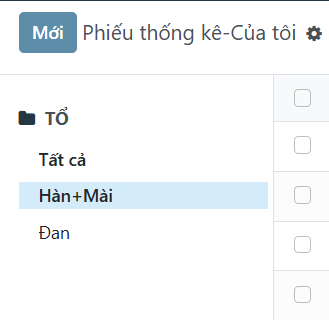 Mới Phiếu thống kê-Của tôi
TỔ
Tất cả
Hàn+Mài
Đan